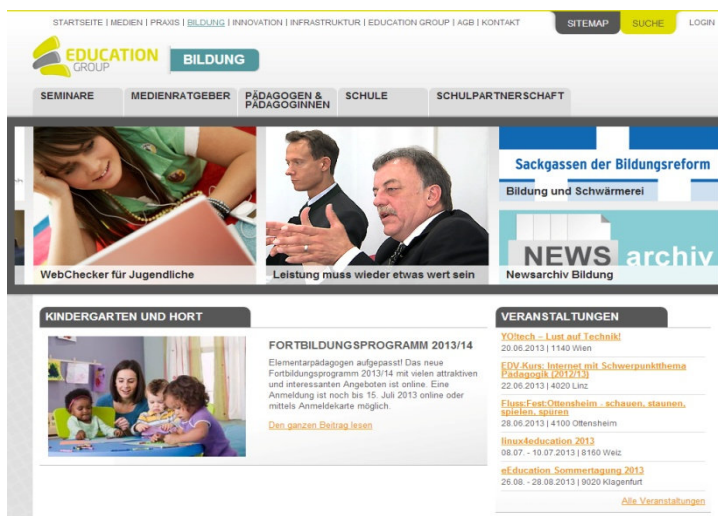 STARTSEITE | MEDIEN | PRAXIS | BILDUNG | INNOVATION | INFRASTRUKTUR | EDUCATION GROUP | AGB | KONTAKT
SITEMAP
SUCHE
LOGIN
EDUCATION
GROUP
BILDUNG
SEMINARE
MEDIENRATGEBER
PÄDAGOGEN &
PÄDAGOGINNEN
SCHULE
SCHULPARTNERSCHAFT
WebChecker für Jugendliche
Leistung muss wieder etwas wert sein
Sackgassen der Bildungsreform
Bildung und Schwärmerei
NEWS archiv
Newsarchiv Bildung
KINDERGARTEN UND HORT
FORTBILDUNGSPROGRAMM 2013/14
Elementarpädagogen aufgepasst! Das neue
Fortbildungsprogramm 2013/14 mit vielen attraktiven
und interessanten Angeboten ist online. Eine
Anmeldung ist noch bis 15. Juli 2013 online oder
mittels Anmeldekarte möglich.
Den ganzen Beitrag lesen
VERANSTALTUNGEN
YO!tech – Lust auf Technik!
20.06.2013 | 1140 Wien
EDV-Kurs: Internet mit Schwerpunktthema
Pädagogik (2012/13)
22.06.2013 | 4020 Linz
Fluss:Fest:Ottensheim - schauen, staunen,
spielen, spüren
28.06.2013 | 4100 Ottensheim
linux4education 2013
08.07. - 10.07.2013 | 8160 Weiz
eEducation Sommertagung 2013
26.08. - 28.08.2013 | 9020 Klagenfurt
Alle Veranstaltungen